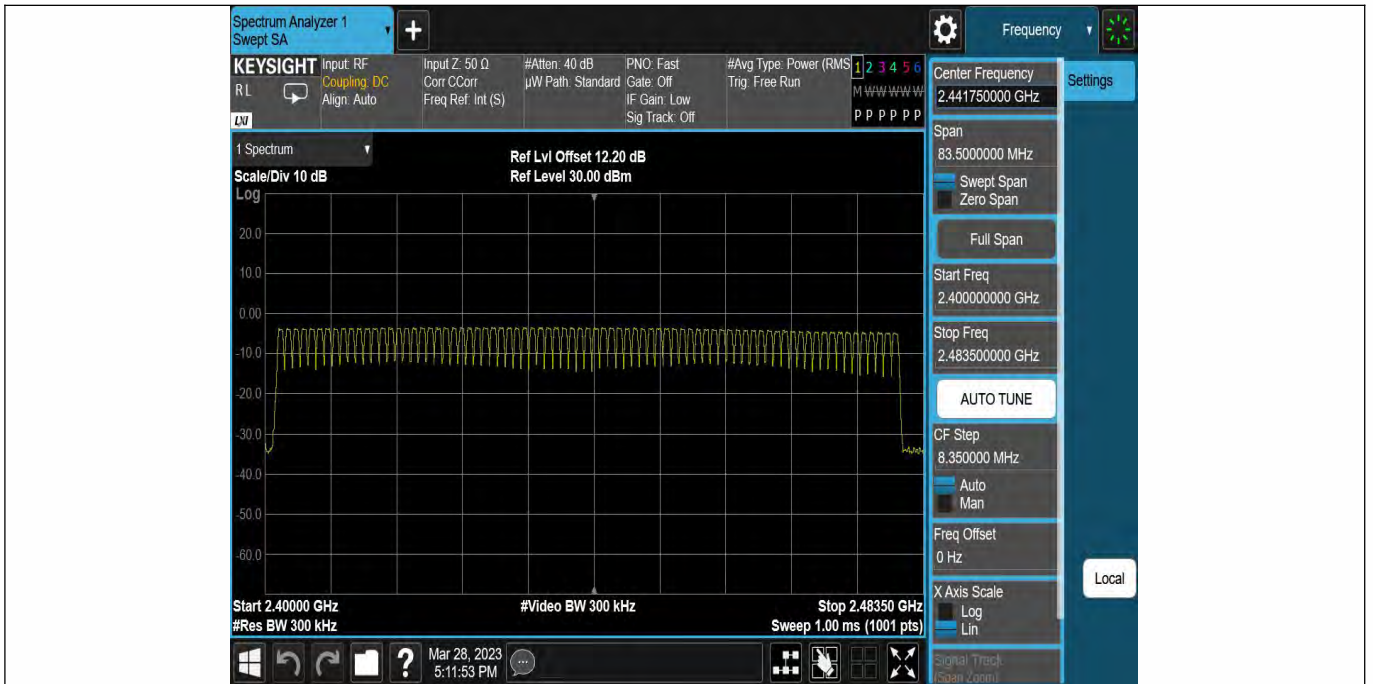 Spectrum Analyzer 1
Swept SA
+
Frequency
KEYSIGHT
R L
LXI
Input: RF
Coupling: DC
Align: Auto
Input Z: 50 Ω
Corr CCorr
Freq Ref: Int (S)
#Atten: 40 dB
µW Path: Standard
PNO: Fast
Gate: Off
IF Gain: Low
Sig Track: Off
#Avg Type: Power (RMS
Trig: Free Run
1 2 3 4 5 6
M W W W W W
P P P P P P
1 Spectrum
Scale/Div 10 dB
Ref Lvl Offset 12.20 dB
Ref Level 30.00 dBm
Log
20.0
10.0
0.00
-10.0
-20.0
-30.0
-40.0
-50.0
-60.0
Start 2.40000 GHz
#Res BW 300 kHz
#Video BW 300 kHz
Stop 2.48350 GHz
Sweep 1.00 ms (1001 pts)
Center Frequency
2.441750000 GHz
Settings
Span
83.5000000 MHz
Swept Span
Zero Span
Full Span
Start Freq
2.400000000 GHz
Stop Freq
2.483500000 GHz
AUTO TUNE
CF Step
8.350000 MHz
Auto
Man
Freq Offset
0 Hz
X Axis Scale
Log
Lin
Signal Track
(Span Zoom)
Local
?
Mar 28, 2023
5:11:53 PM